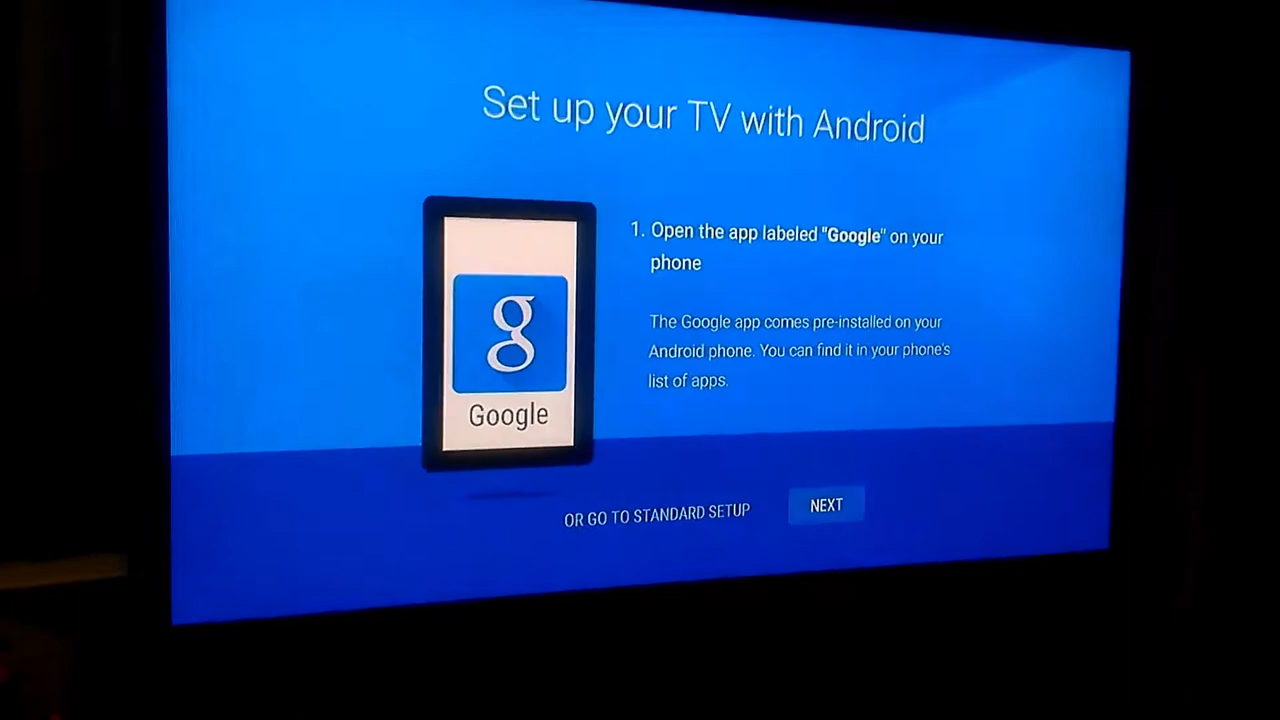 Set up your TV with Android
1. Open the app labeled "Google" on your
phone
g
Google
The Google app comes pre-installed on your
Android phone. You can find it in your phone's
list of apps.
OR GO TO STANDARD SETUP
NEXT